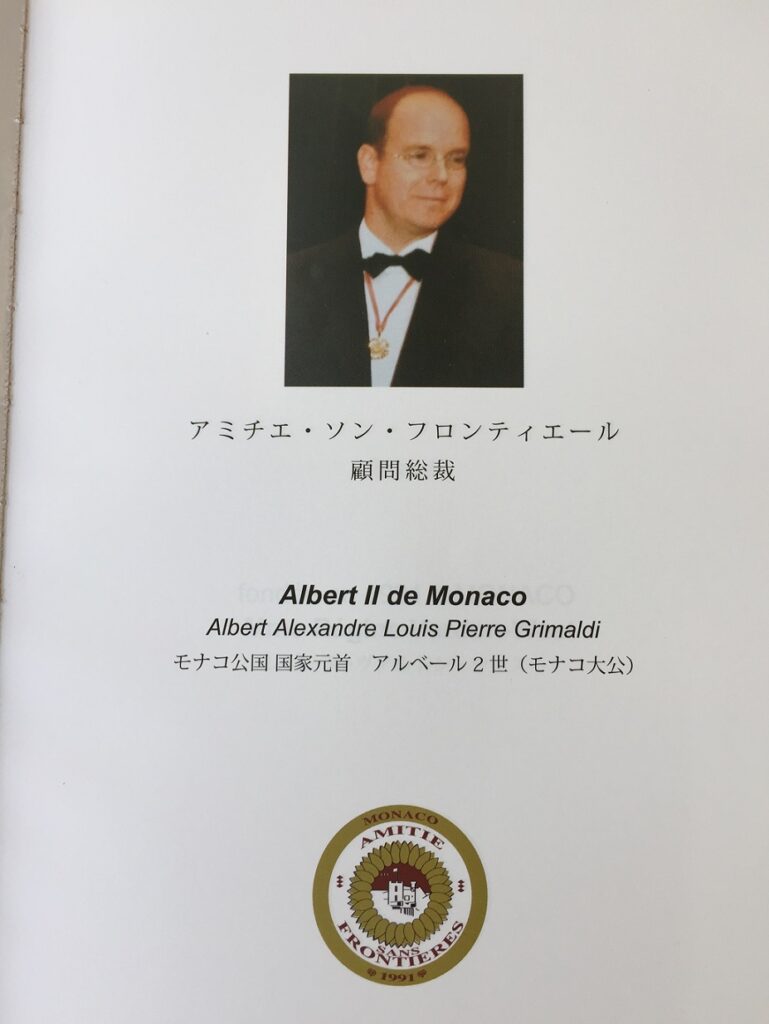 アミチエ・ソン・フロンティエール
顧問総裁
Albert II de Monaco
Albert Alexandre Louis Pierre Grimaldi
モナコ公国 国家元首　アルベール２世（モナコ大公）
MONACO
AMITIE
SANS
FRONTIERES
1991